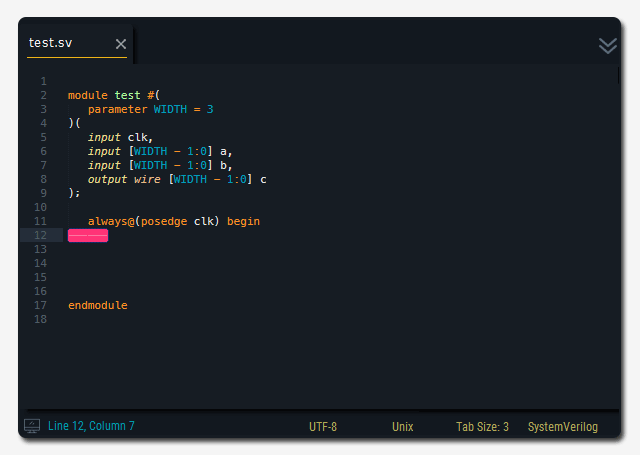 test.sv
1
2 module test #(
3 parameter WIDTH = 3
4 )(
5 input clk,
6 input [WIDTH - 1:0] a,
7 input [WIDTH - 1:0] b,
8 output wire [WIDTH - 1:0] c
9 );
10
11 always@(posedge clk) begin
12
13
14
15
16
17 endmodule
18
Line 12, Column 7 UTF-8 Unix Tab Size: 3 SystemVerilog